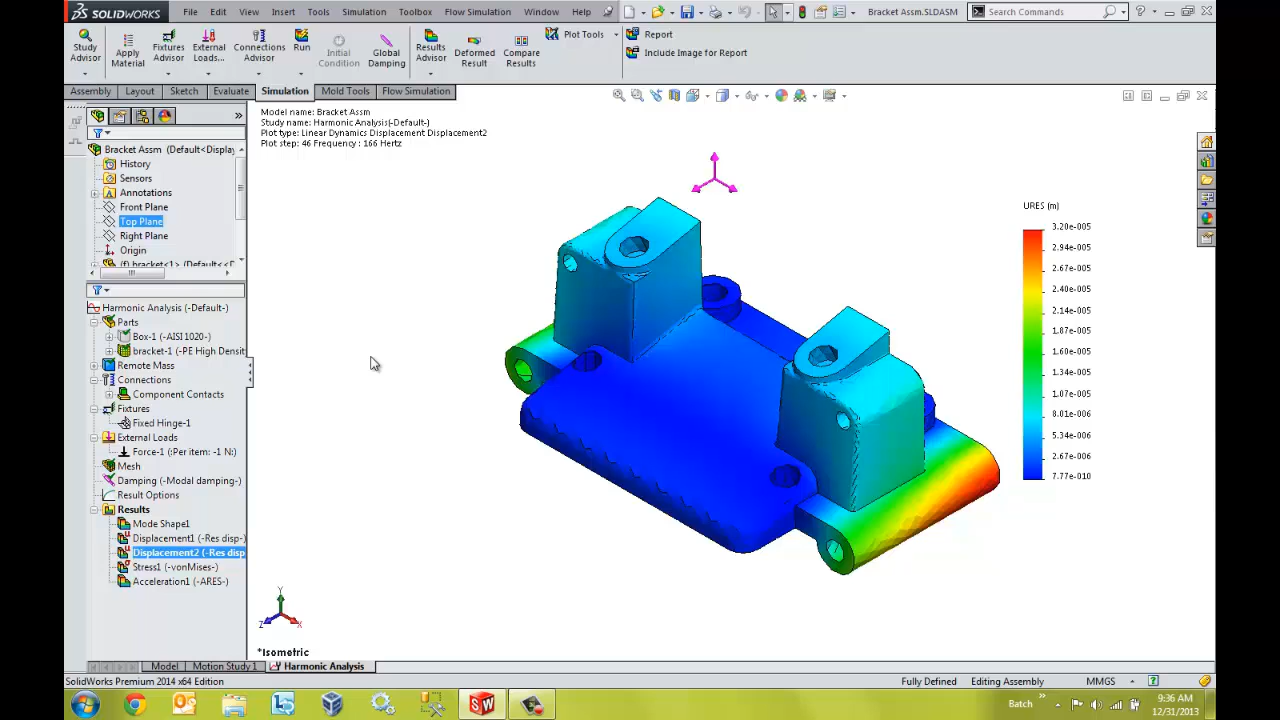 SOLIDWORKS
File Edit View Insert Tools Simulation Toolbox Flow Simulation Window Help
Bracket Assm.SLDASM
Search Commands
Study Advisor
Apply Material
Fixtures Advisor
External Loads...
Connections Advisor
Run
Initial Condition
Global Damping
Results Advisor
Deformed Result
Compare Results
Plot Tools
Report
Include Image for Report
Assembly Layout Sketch Evaluate Simulation Mold Tools Flow Simulation
Bracket Assm (Default<Display
History
Sensors
Annotations
Front Plane
Top Plane
Right Plane
Origin
(f) bracket<1> (Default<<D
Harmonic Analysis (-Default-)
Parts
Box-1 (-AISI 1020-)
bracket-1 (-PE High Densit
Remote Mass
Connections
Component Contacts
Fixtures
Fixed Hinge-1
External Loads
Force-1 (:Per item: -1 N:)
Mesh
Damping (-Modal damping-)
Result Options
Results
Mode Shape1
Displacement1 (-Res disp-)
Displacement2 (-Res disp
Stress1 (-vonMises-)
Acceleration1 (-ARES-)
Model name: Bracket Assm
Study name: Harmonic Analysis(-Default-)
Plot type: Linear Dynamics Displacement Displacement2
Plot step: 46 Frequency : 166 Hertz
URES (m)
3.20e-005
2.94e-005
2.67e-005
2.40e-005
2.14e-005
1.87e-005
1.60e-005
1.34e-005
1.07e-005
8.01e-006
5.34e-006
2.67e-006
7.77e-010
Y
Z
X
*Isometric
Model Motion Study 1 Harmonic Analysis
SolidWorks Premium 2014 x64 Edition
Fully Defined Editing Assembly MMGS
Batch
9:36 AM
12/31/2013